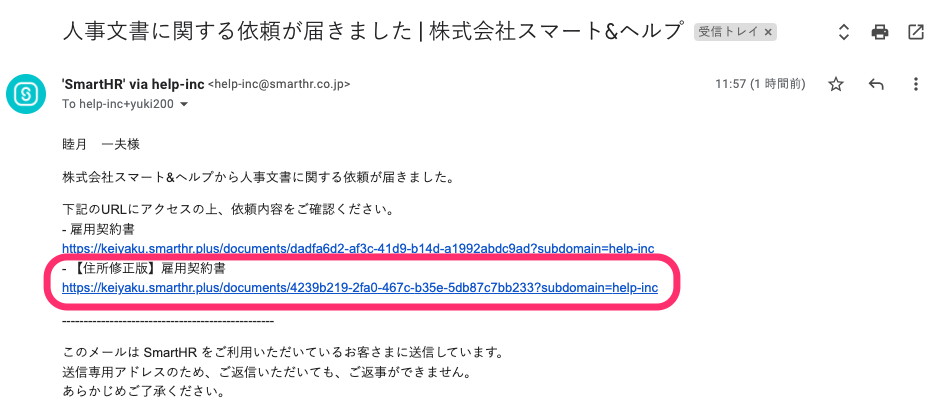 人事文書に関する依頼が届きました | 株式会社スマート&ヘルプ 受信トレイ ×
'SmartHR' via help-inc <help-inc@smarthr.co.jp> 11:57 (1 時間前)
To help-inc+yuki200
睦月　一夫様
株式会社スマート&ヘルプから人事文書に関する依頼が届きました。
下記のURLにアクセスの上、依頼内容をご確認ください。
- 雇用契約書
https://keiyaku.smarthr.plus/documents/dadfa6d2-af3c-41d9-b14d-a1992abdc9ad?subdomain=help-inc
- 【住所修正版】雇用契約書
https://keiyaku.smarthr.plus/documents/4239b219-2fa0-467c-b35e-5db87c7bb233?subdomain=help-inc
-------------------------------------------------
このメールは SmartHR をご利用いただいているお客さまに送信しています。
送信専用アドレスのため、ご返信いただいても、ご返事ができません。
あらかじめご了承ください。